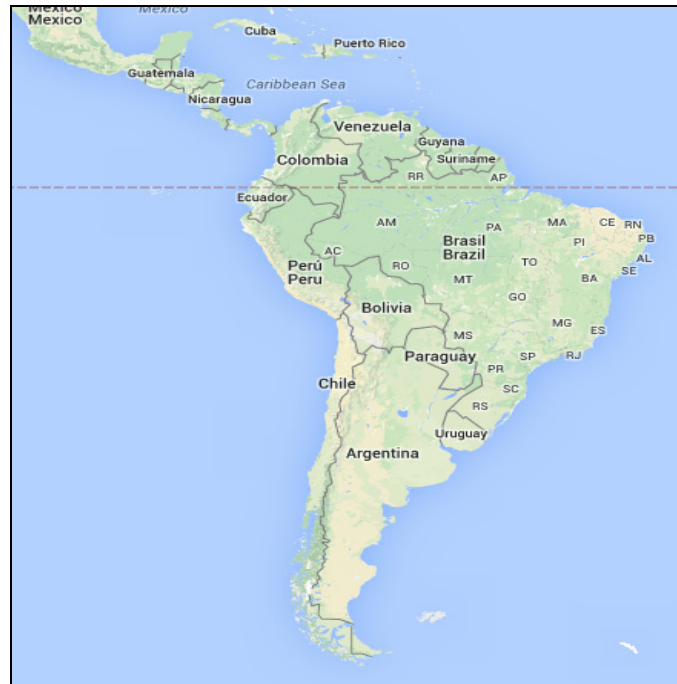 México
Mexico
México
Cuba
Puerto Rico
Guatemala
Caribbean Sea
Nicaragua
Venezuela
Guyana
Suriname
Colombia
RR
AP
Ecuador
AM
PA
MA
CE
RN
PB
PI
AL
SE
Brasil
Brazil
TO
BA
AC
RO
MT
Perú
Peru
GO
Bolivia
MG
ES
MS
SP
RJ
Paraguay
PR
SC
Chile
RS
Uruguay
Argentina